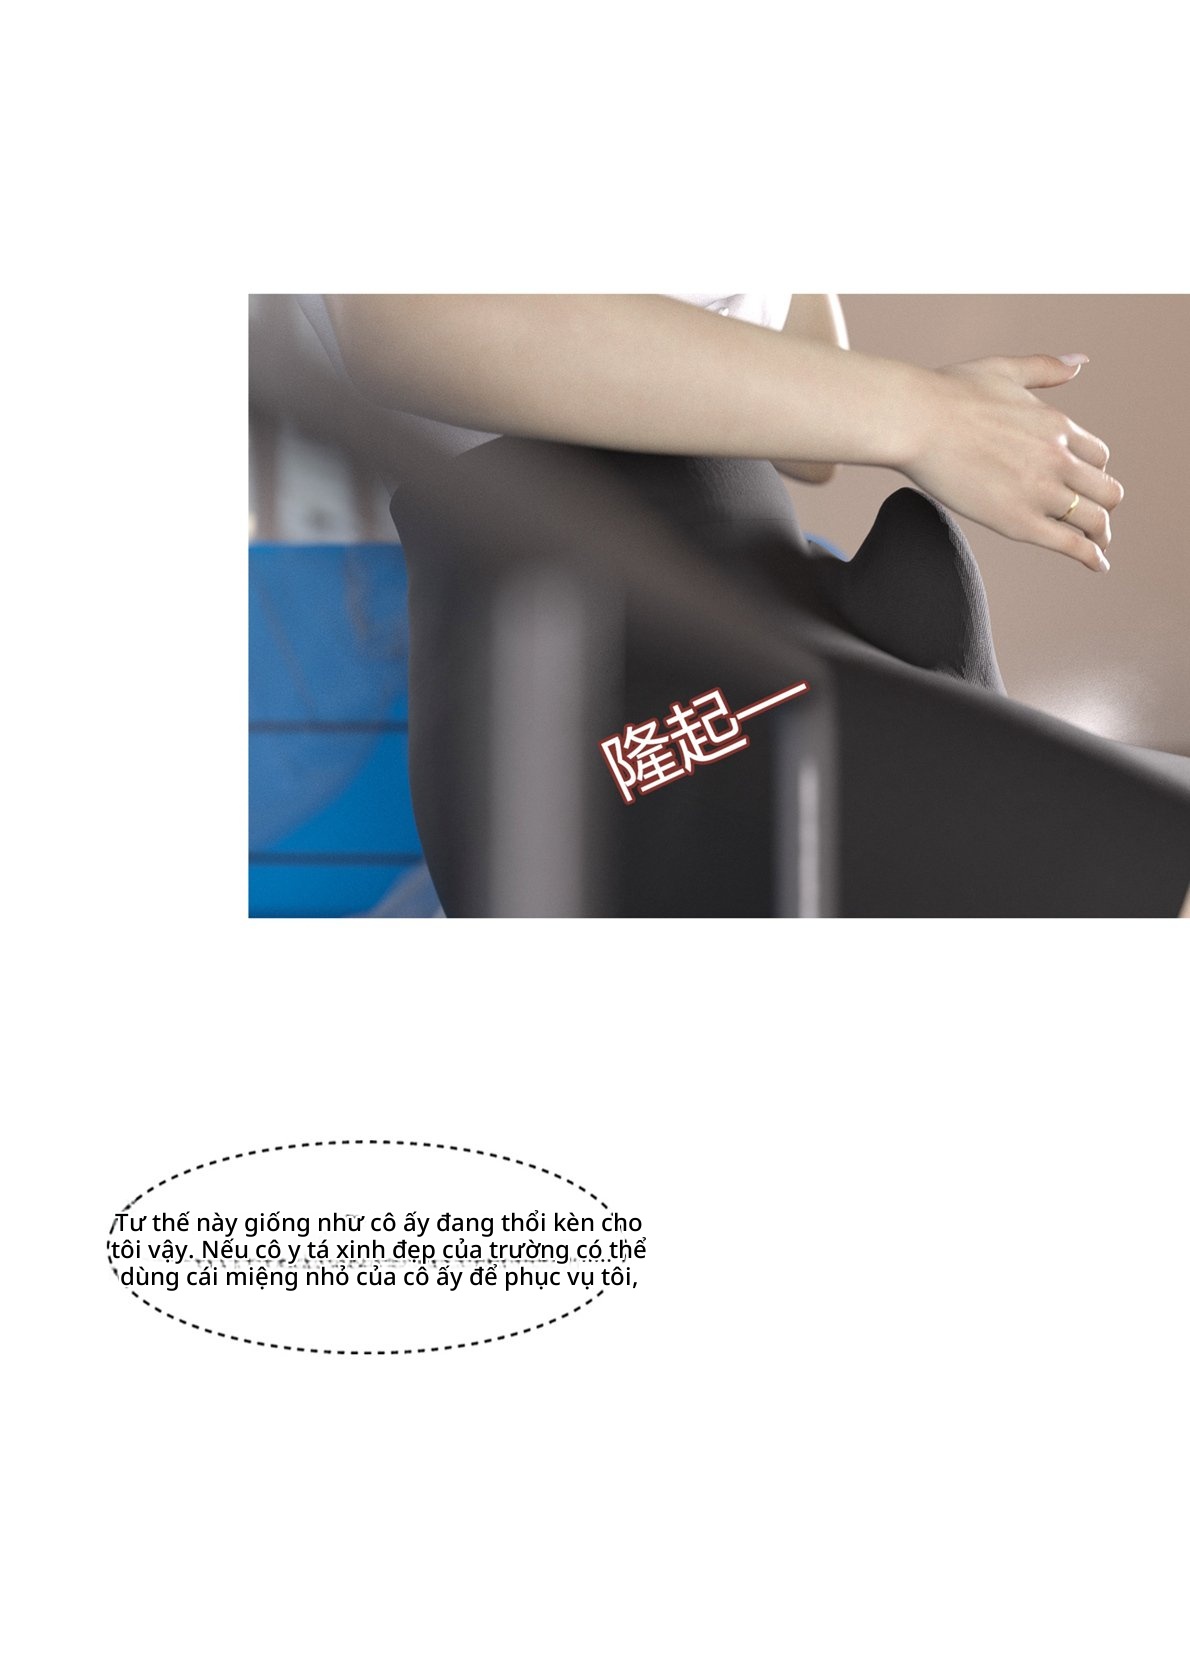 隆起一
Tư thế này giống như cô ấy đang thổi kèn cho
tôi vậy. Nếu cô y tá xinh đẹp của trường có thể
dùng cái miệng nhỏ của cô ấy để phục vụ tôi,